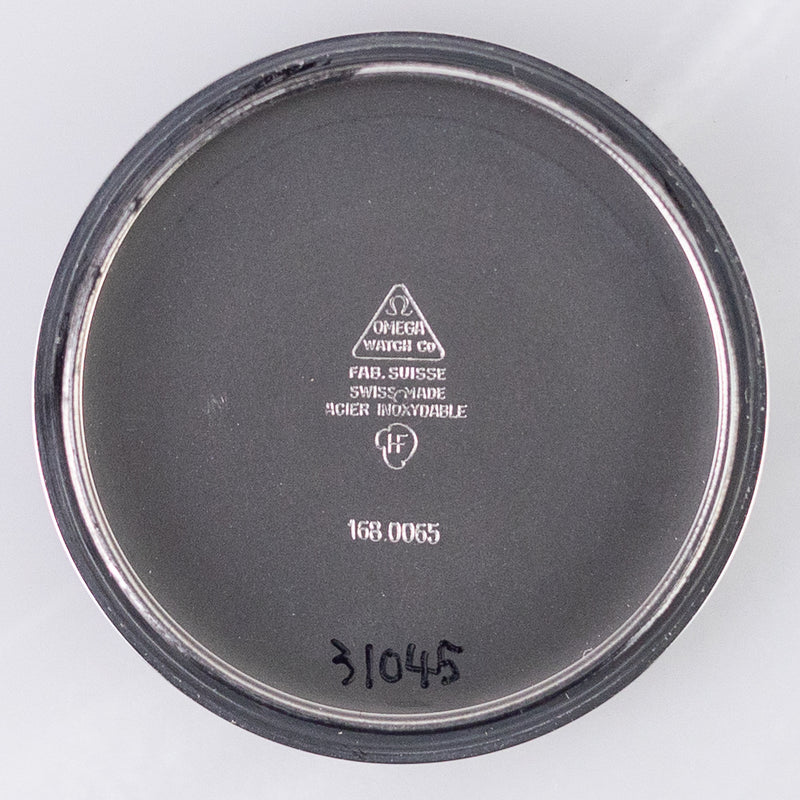 Ω
OMEGA
WATCH Co
FAB. SUISSE
SWISS MADE
ACIER INOXYDABLE
HF
168.0065
31045